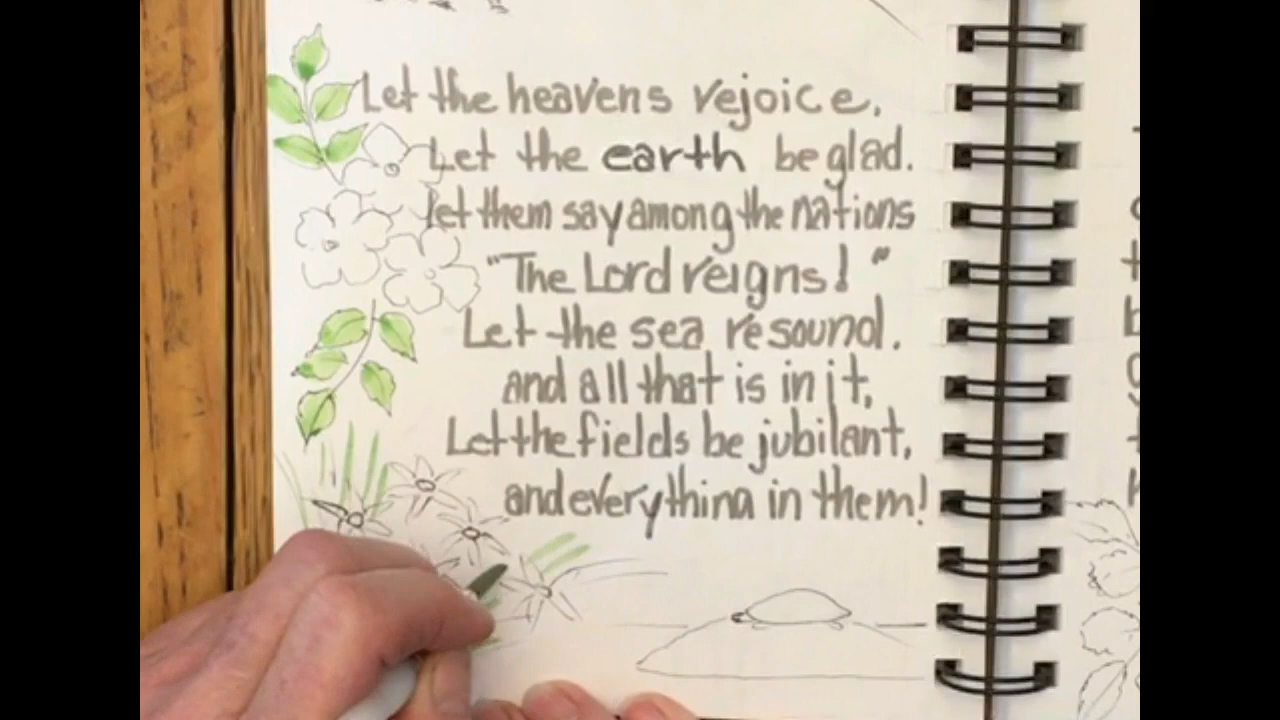 Let the heavens rejoice,
Let the earth be glad.
let them say among the nations
"The Lord reigns!"
Let the sea resound.
and all that is in it,
Let the fields be jubilant,
and everything in them!